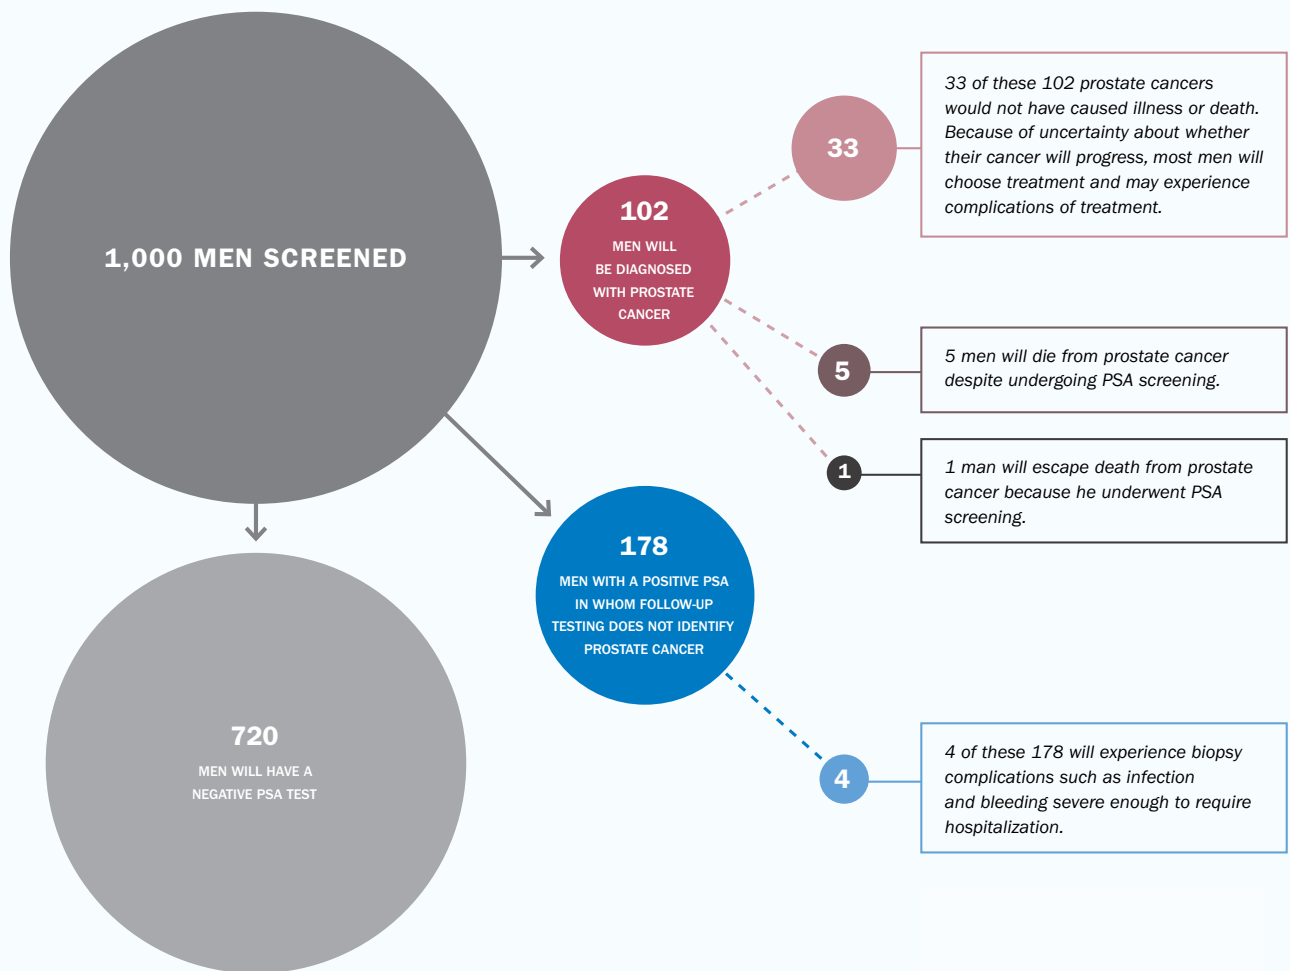 1,000 MEN SCREENED
102
MEN WILL
BE DIAGNOSED
WITH PROSTATE
CANCER
33
33 of these 102 prostate cancers
would not have caused illness or death.
Because of uncertainty about whether
their cancer will progress, most men will
choose treatment and may experience
complications of treatment.
5
5 men will die from prostate cancer
despite undergoing PSA screening.
1
1 man will escape death from prostate
cancer because he underwent PSA
screening.
178
MEN WITH A POSITIVE PSA
IN WHOM FOLLOW-UP
TESTING DOES NOT IDENTIFY
PROSTATE CANCER
4
4 of these 178 will experience biopsy
complications such as infection
and bleeding severe enough to require
hospitalization.
720
MEN WILL HAVE A
NEGATIVE PSA TEST